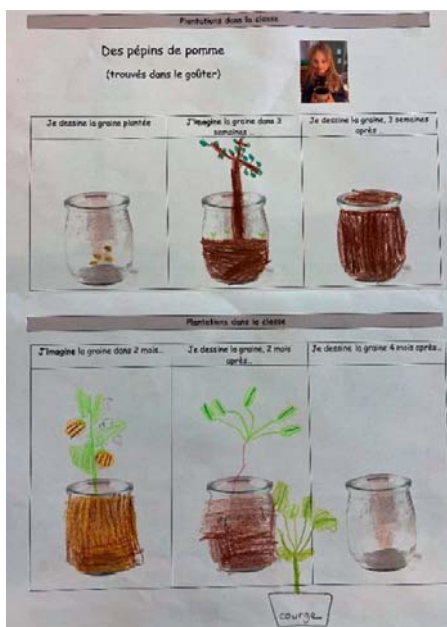 Plantations dans la classe
Des pépins de pomme
(trouvés dans le goûter)
Je dessine la graine plantée
J'imagine la graine dans 3
semaines...
Je dessine la graine, 3 semaines
après...
Plantations dans la classe
J'imagine la graine dans 2 mois...
Je dessine la graine, 2 mois
après...
Je dessine la graine 4 mois après...
courge